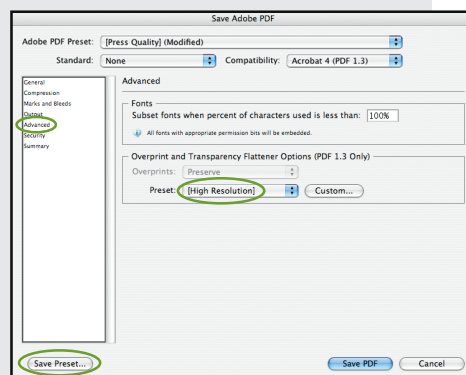 Save Adobe PDF
Adobe PDF Preset: [Press Quality] (Modified)
Standard: None Compatibility: Acrobat 4 (PDF 1.3)
General
Compression
Marks and Bleeds
Output
Advanced
Security
Summary
Advanced
Fonts
Subset fonts when percent of characters used is less than: 100%
All fonts with appropriate permission bits will be embedded.
Overprint and Transparency Flattener Options (PDF 1.3 Only)
Overprints: Preserve
Preset: [High Resolution] Custom...
Save Preset... Save PDF Cancel